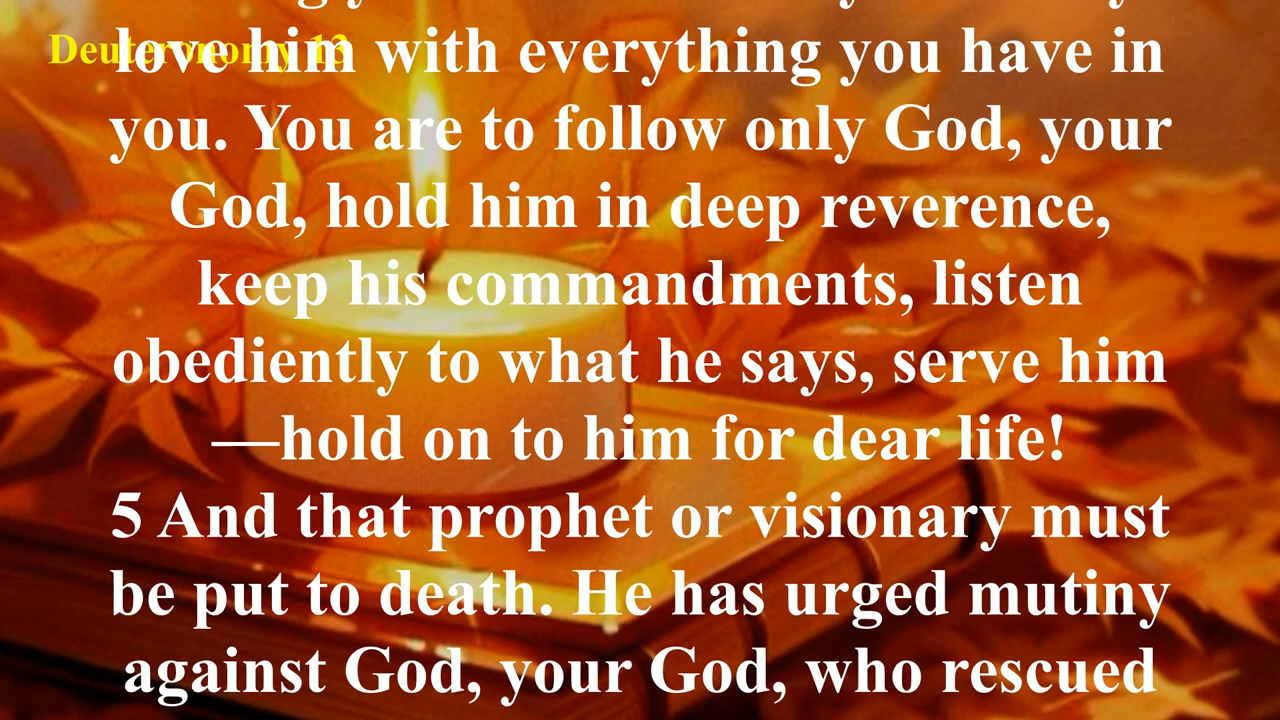 Deuteronomy 13
love him with everything you have in
you. You are to follow only God, your
God, hold him in deep reverence,
keep his commandments, listen
obediently to what he says, serve him
—hold on to him for dear life!
5 And that prophet or visionary must
be put to death. He has urged mutiny
against God, your God, who rescued